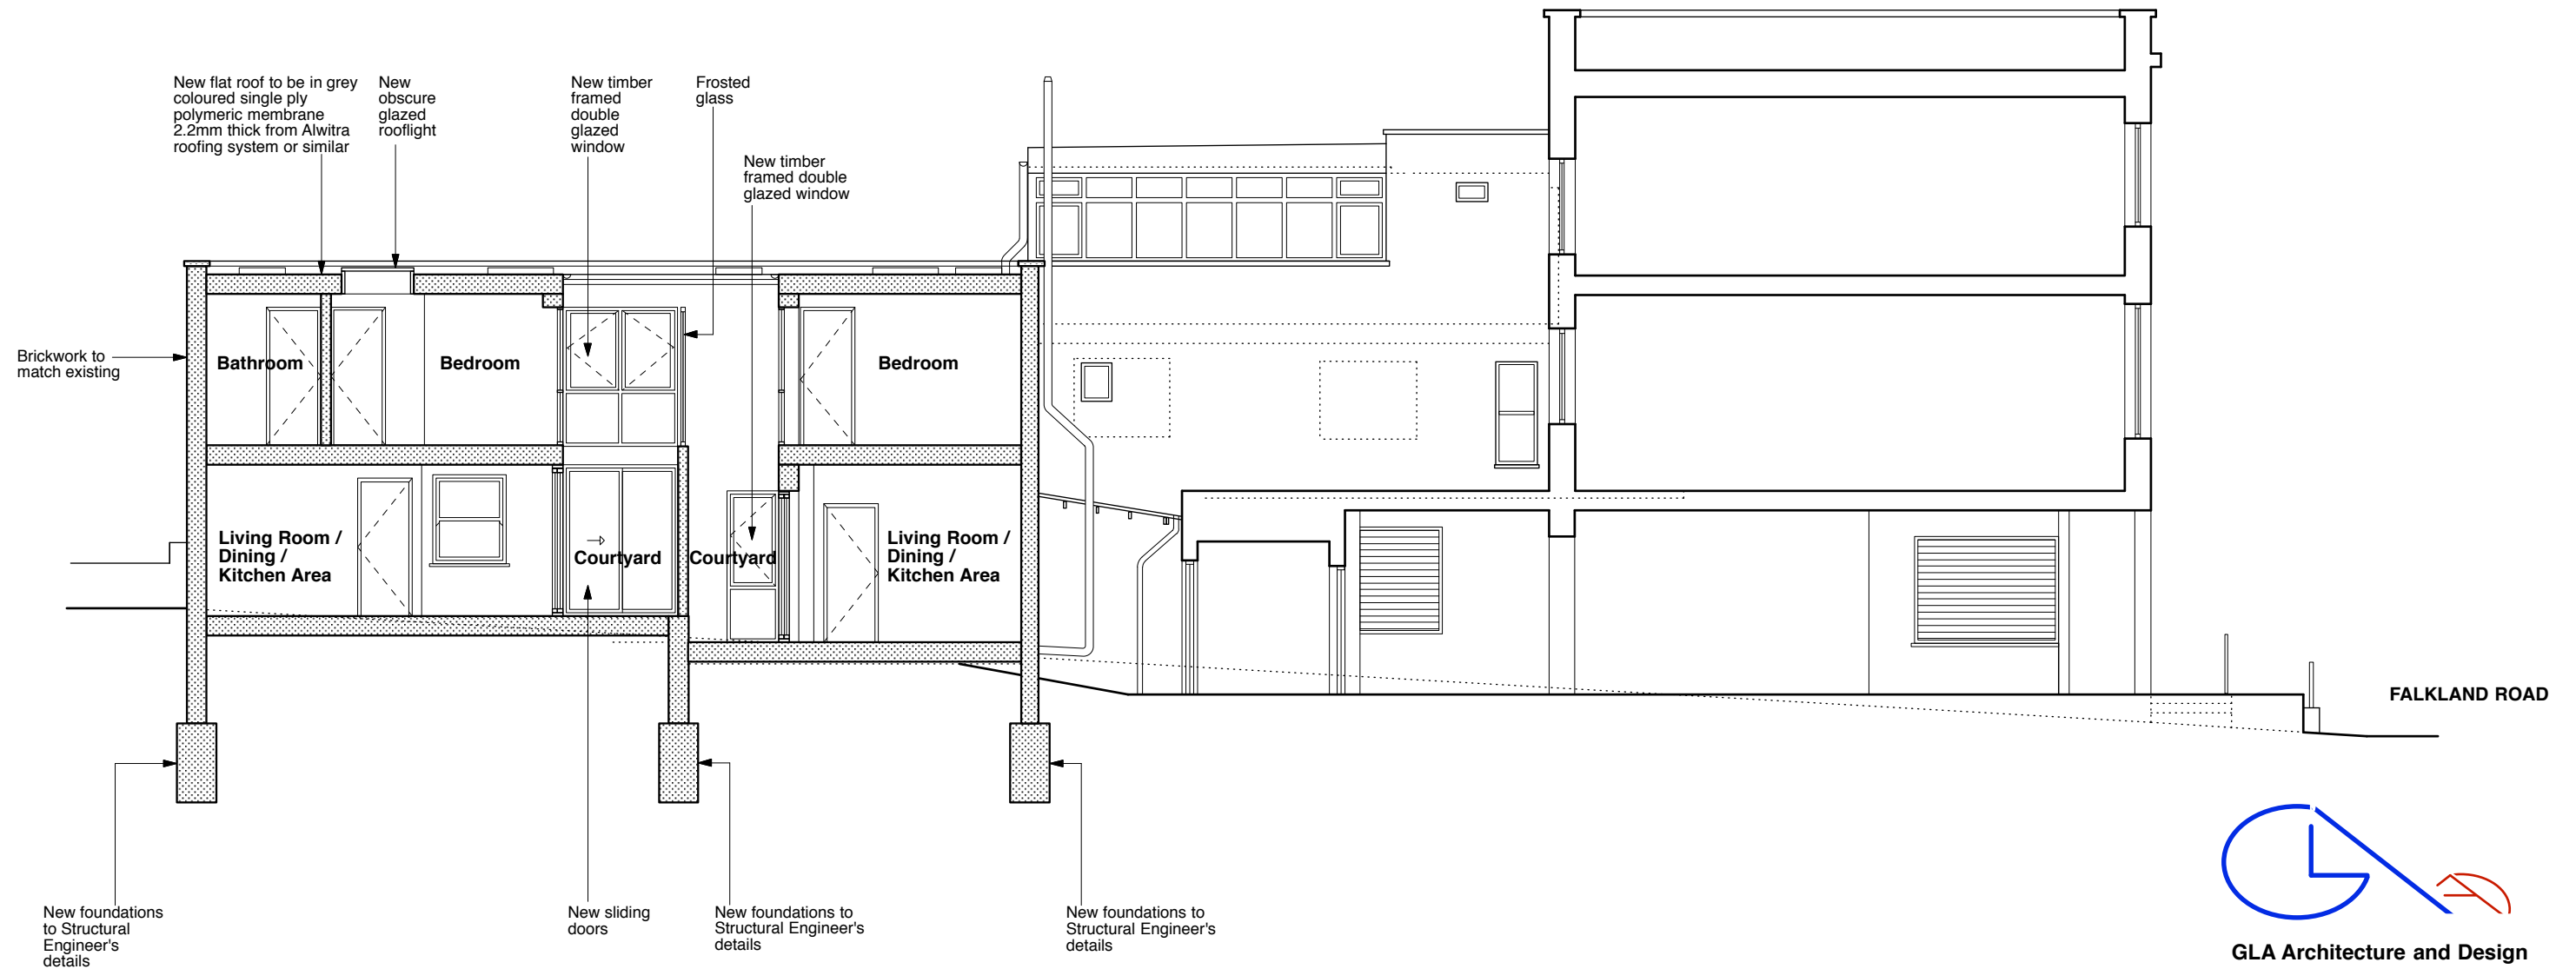 New flat roof to be in grey
coloured single ply
polymeric membrane
2.2mm thick from Alwitra
roofing system or similar
New
obscure
glazed
rooflight
New timber
framed
double
glazed
window
Frosted
glass
New timber
framed double
glazed window
Brickwork to
match existing
Bathroom
Bedroom
Bedroom
Living Room /
Dining /
Kitchen Area
Courtyard
Courtyard
Living Room /
Dining /
Kitchen Area
FALKLAND ROAD
New foundations
to Structural
Engineer's
details
New sliding
doors
New foundations to
Structural Engineer's
details
New foundations to
Structural Engineer's
details
GLA Architecture and Design